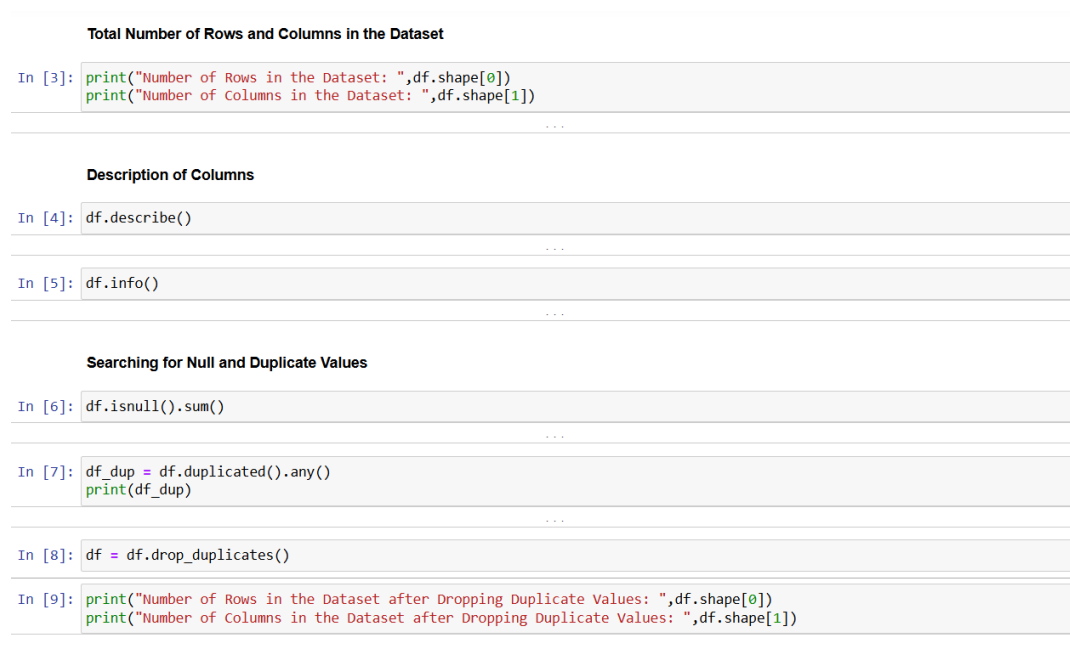 Total Number of Rows and Columns in the Dataset
In [3]: print("Number of Rows in the Dataset: ",df.shape[0])
print("Number of Columns in the Dataset: ",df.shape[1])
...
Description of Columns
In [4]: df.describe()
...
In [5]: df.info()
...
Searching for Null and Duplicate Values
In [6]: df.isnull().sum()
...
In [7]: df_dup = df.duplicated().any()
print(df_dup)
...
In [8]: df = df.drop_duplicates()
In [9]: print("Number of Rows in the Dataset after Dropping Duplicate Values: ",df.shape[0])
print("Number of Columns in the Dataset after Dropping Duplicate Values: ",df.shape[1])